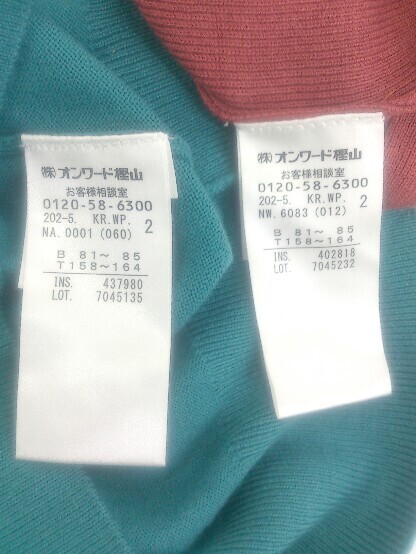 ㈱オンワード樫山
お客様相談室
0120-58-6300
202-5. KR.WP. 2
NA. 0001 (060)
B 81～ 85
T158～164
INS. 437980
LOT. 7045135
㈱オンワード樫山
お客様相談室
0120-58-6300
202-5. KR.WP. 2
NW. 6083 (012)
B 81～ 85
T158～164
INS. 402818
LOT. 7045232